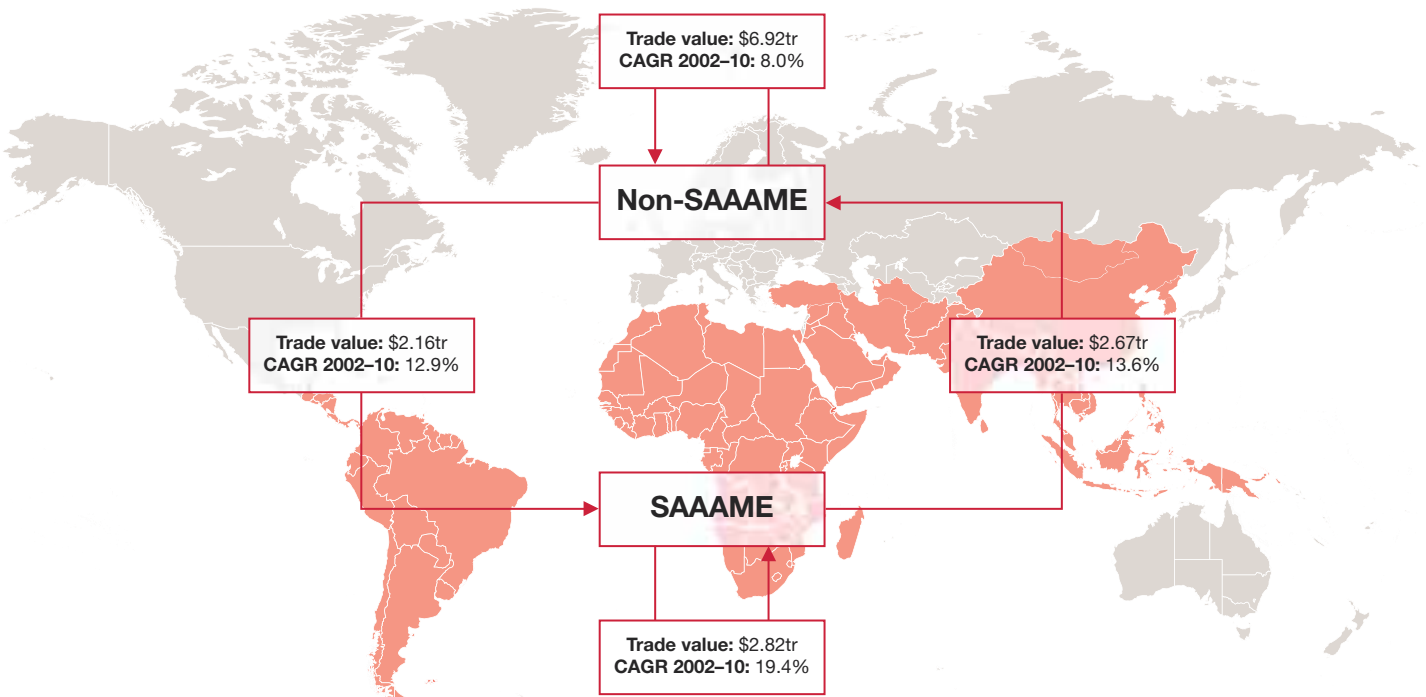 Trade value: $6.92tr
CAGR 2002–10: 8.0%
Non-SAAAME
Trade value: $2.16tr
CAGR 2002–10: 12.9%
Trade value: $2.67tr
CAGR 2002–10: 13.6%
SAAAME
Trade value: $2.82tr
CAGR 2002–10: 19.4%